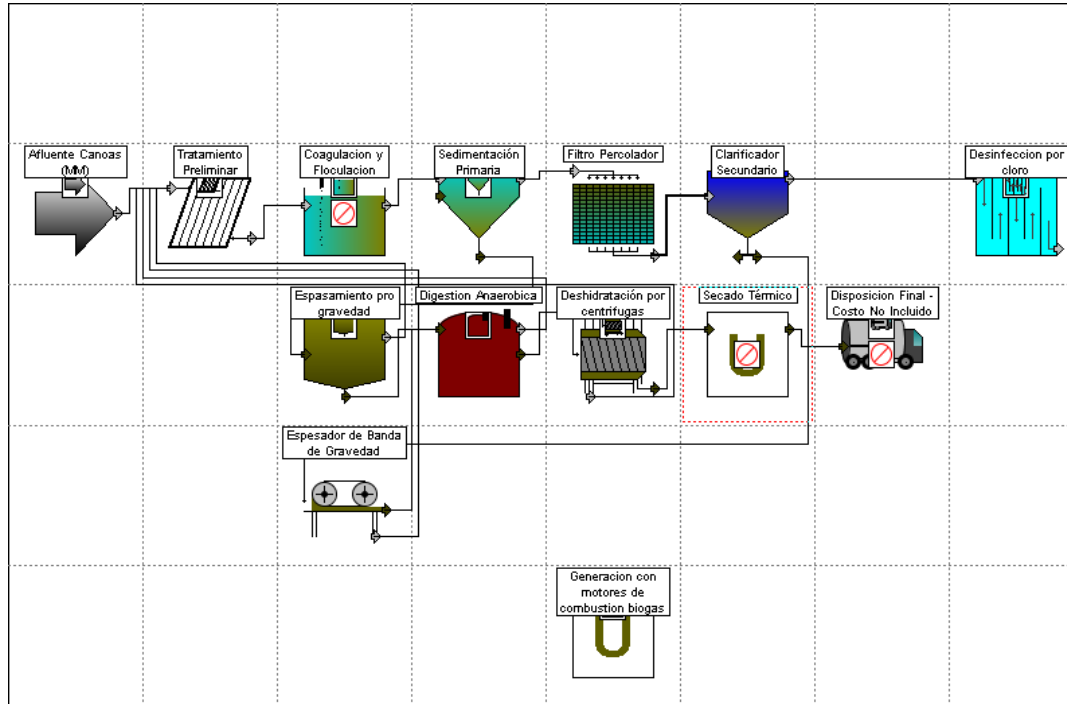 Afluente Canoas
(MM)
Tratamiento
Preliminar
Coagulacion y
Floculacion
Sedimentación
Primaria
Filtro Percolador
Clarificador
Secundario
Desinfeccion por
cloro
Espasamiento pro
gravedad
Digestion Anaerobica
Deshidratación por
centrifugas
Secado Térmico
Disposicion Final -
Costo No Incluido
Espesador de Banda
de Gravedad
Generacion con
motores de
combustion biogas